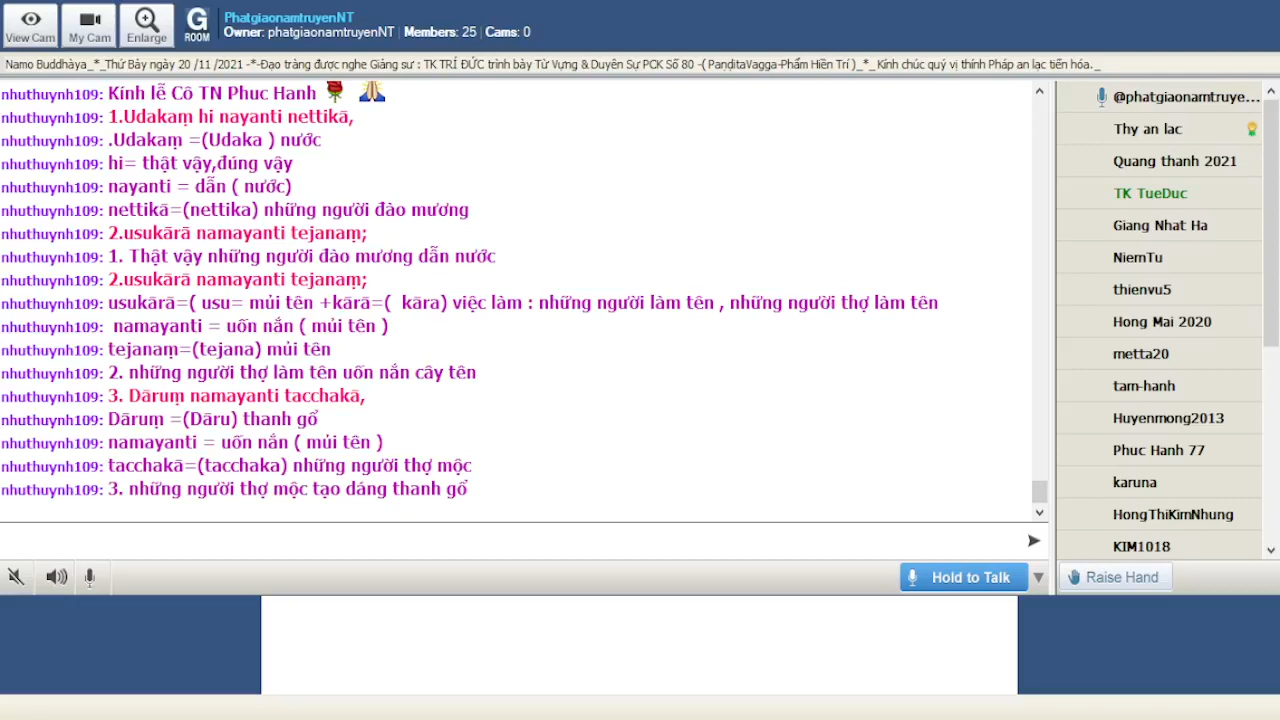 View Cam
My Cam
Enlarge
G
ROOM
PhatgiaonamtruyenNT
Owner: phatgiaonamtruyenNT | Members: 25 | Cams: 0
Namo Buddhàya_*_Thứ Bảy ngày 20 /11 /2021 -*-Đạo tràng được nghe Giảng sư : TK TRÍ ĐỨC trình bày Từ Vựng & Duyên Sự PCK Số 80 -( PaṇḍitaVagga-Phẩm Hiền Trí )_*_ Kính chúc quý vị thính Pháp an lạc tiến hóa._
nhuthuynh109: Kính lễ Cô TN Phuc Hanh
nhuthuynh109: 1.Udakaṃ hi nayanti nettikā,
nhuthuynh109: .Udakaṃ =(Udaka ) nước
nhuthuynh109: hi= thật vậy,đúng vậy
nhuthuynh109: nayanti = dẫn ( nước)
nhuthuynh109: nettikā=(nettika) những người đào mương
nhuthuynh109: 2.usukārā namayanti tejanaṃ;
nhuthuynh109: 1. Thật vậy những người đào mương dẫn nước
nhuthuynh109: 2.usukārā namayanti tejanaṃ;
nhuthuynh109: usukārā=( usu= mủi tên +kārā=( kāra) việc làm : những người làm tên , những người thợ làm tên
nhuthuynh109: namayanti = uốn nắn ( mủi tên )
nhuthuynh109: tejanaṃ=(tejana) mủi tên
nhuthuynh109: 2. những người thợ làm tên uốn nắn cây tên
nhuthuynh109: 3. Dāruṃ namayanti tacchakā,
nhuthuynh109: Dāruṃ =(Dāru) thanh gổ
nhuthuynh109: namayanti = uốn nắn ( mủi tên )
nhuthuynh109: tacchakā=(tacchaka) những người thợ mộc
nhuthuynh109: 3. những người thợ mộc tạo dáng thanh gổ
@phatgiaonamtruye...
Thy an lac
Quang thanh 2021
TK TueDuc
Giang Nhat Ha
NiemTu
thienvu5
Hong Mai 2020
metta20
tam-hanh
Huyenmong2013
Phuc Hanh 77
karuna
HongThiKimNhung
KIM1018
Hold to Talk
Raise Hand